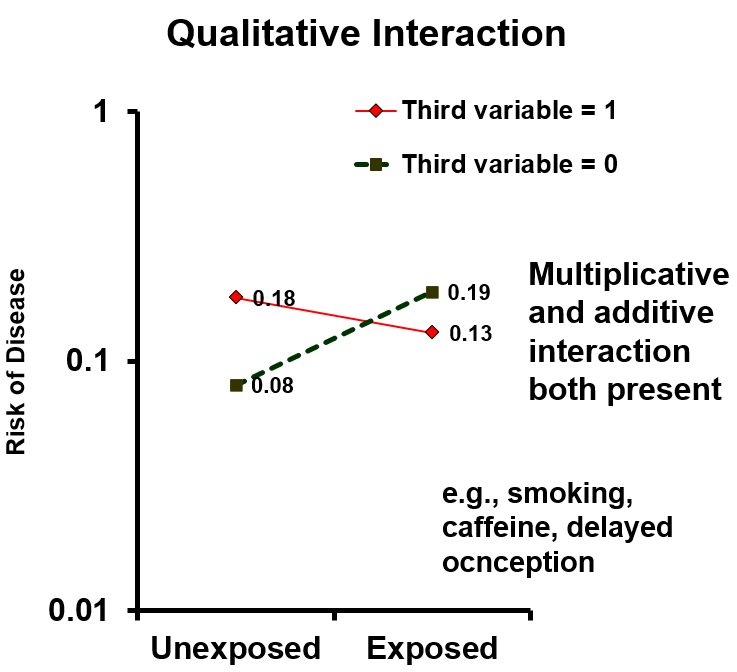 Qualitative Interaction
1
Third variable = 1
Third variable = 0
Risk of Disease
0.18
0.19
Multiplicative
and additive
interaction
both present
0.13
0.1
0.08
e.g., smoking,
caffeine, delayed
ocnception
0.01
Unexposed
Exposed